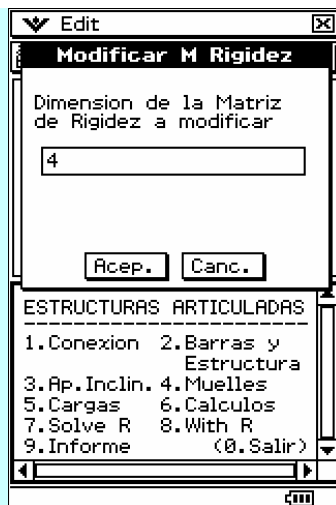 Edit
Modificar M Rigidez
Dimension de la Matriz
de Rigidez a modificar
4
Acep. Canc.
ESTRUCTURAS ARTICULADAS
--------------------------
1.Conexion 2.Barras y
Estructura
3.Ap.Inclin. 4.Muelles
5.Cargas 6.Calculos
7.Solve R 8.With R
9.Informe (0.Salir)